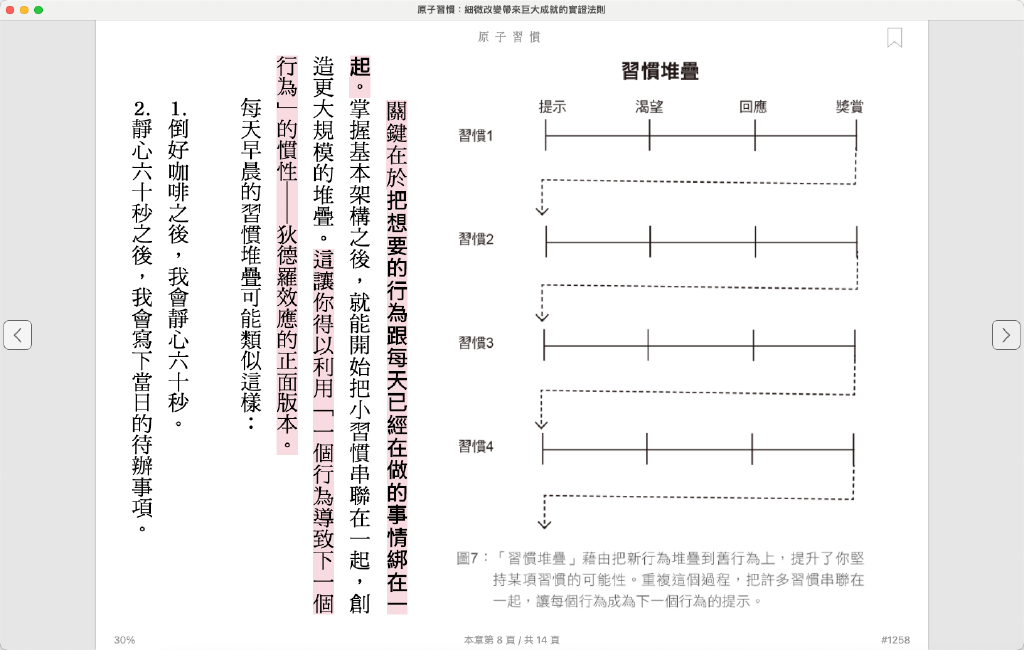 原子習慣：細微改變帶來巨大成就的實證法則
原子習慣
習慣堆疊
提示 渴望 回應 獎賞
習慣1
習慣2
習慣3
習慣4
圖7：「習慣堆疊」藉由把新行為堆疊到舊行為上，提升了你堅
持某項習慣的可能性。重複這個過程，把許多習慣串聯在
一起，讓每個行為成為下一個行為的提示。
關鍵在於把想要的行為跟每天已經在做的事情綁在一
起。掌握基本架構之後，就能開始把小習慣串聯在一起，創
造更大規模的堆疊。這讓你得以利用「一個行為導致下一個
行為」的慣性——狄德羅效應的正面版本。
每天早晨的習慣堆疊可能類似這樣：
1.倒好咖啡之後，我會靜心六十秒。
2.靜心六十秒之後，我會寫下當日的待辦事項。
30%
本章第 8 頁 / 共 14 頁
#1258